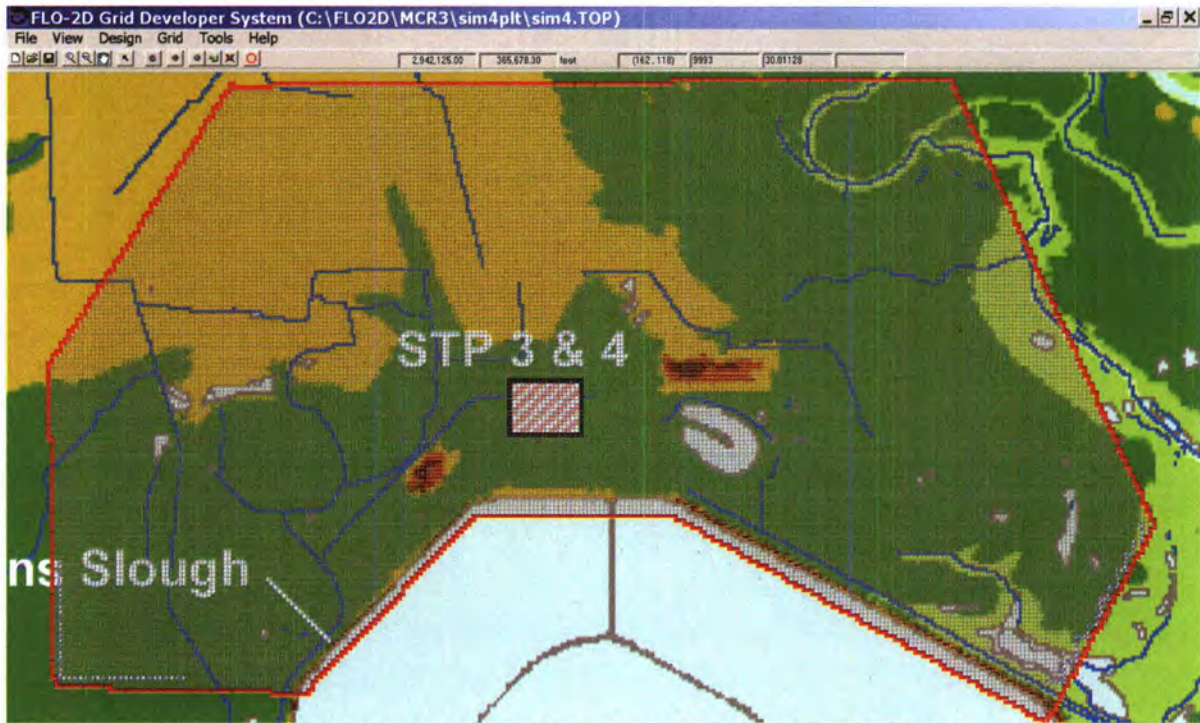 FLO-2D Grid Developer System (C:\FLO2D\MCR3\sim4plt\sim4.TOP)
File View Design Grid Tools Help
2,942,125.00 365,678.30 feet (162, 118) 9993 30.01128
STP 3 & 4
ns Slough